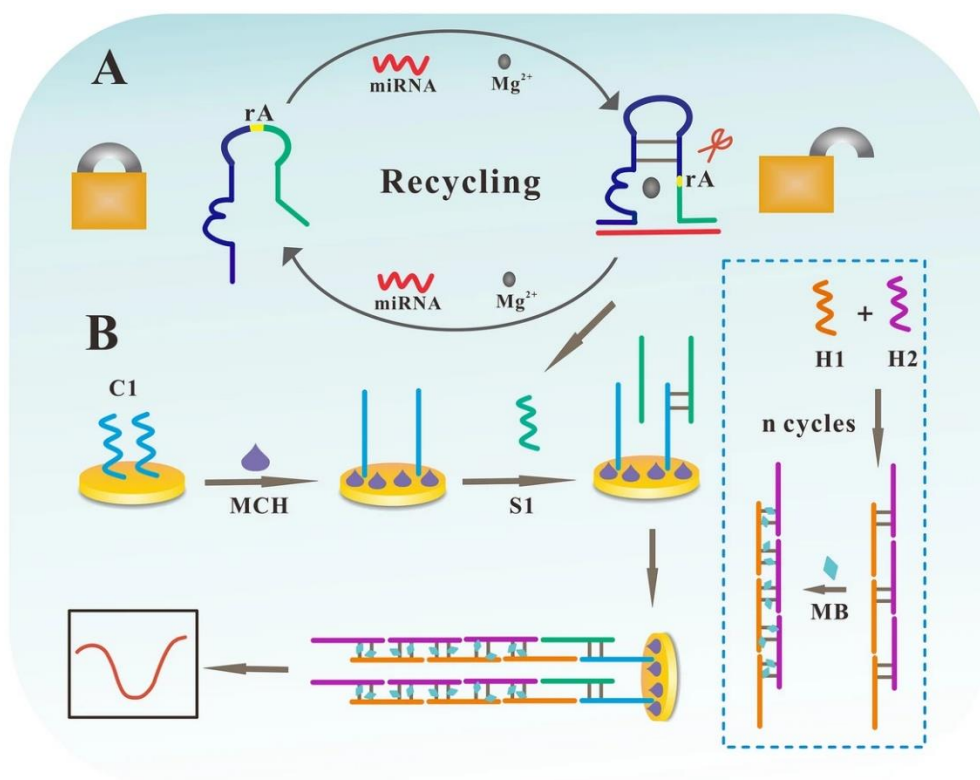 A
rA
miRNA
Mg²⁺
Recycling
rA
miRNA
Mg²⁺
B
C1
MCH
S1
H1
+
H2
n cycles
MB